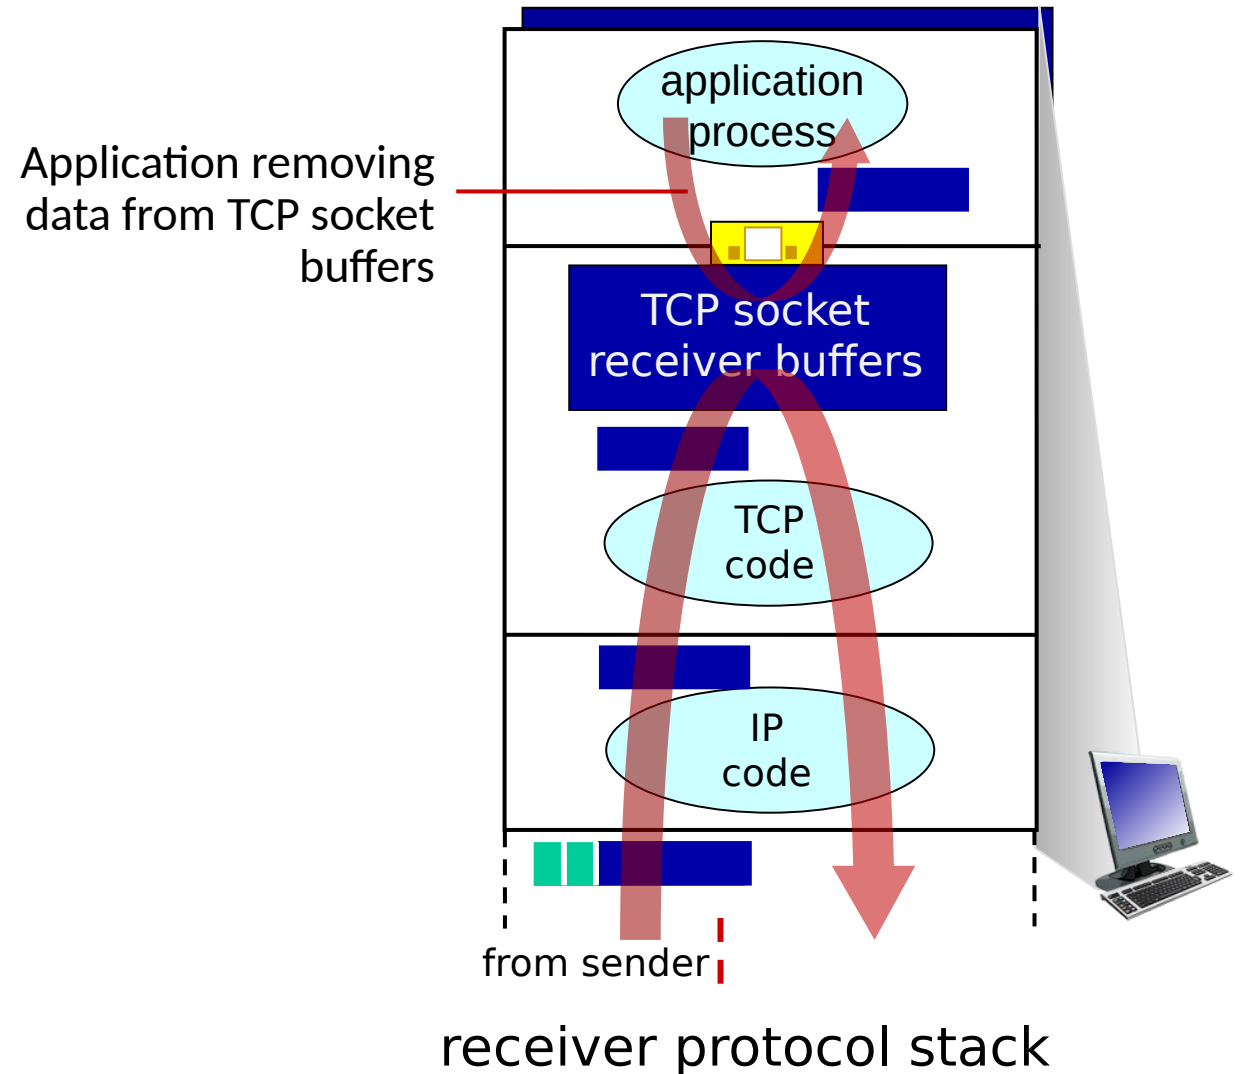 application
process
Application removing
data from TCP socket
buffers
TCP socket
receiver buffers
TCP
code
IP
code
from sender
receiver protocol stack